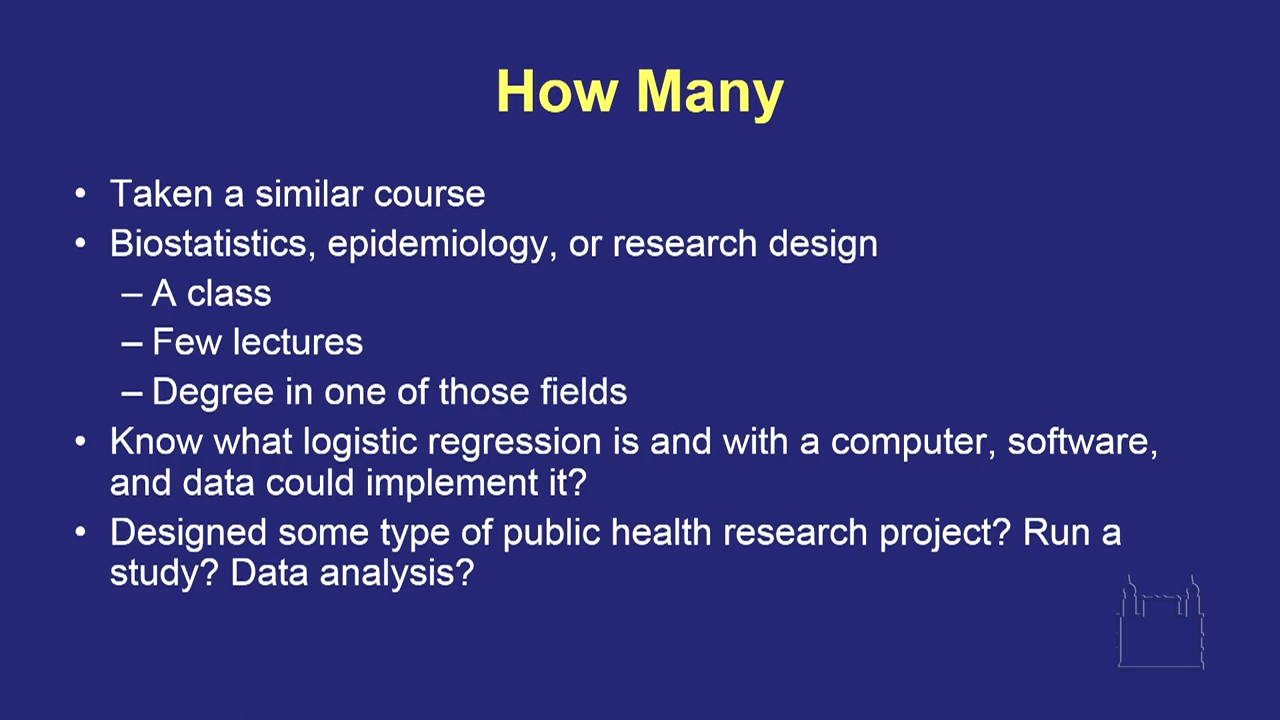 How Many
• Taken a similar course
• Biostatistics, epidemiology, or research design
– A class
– Few lectures
– Degree in one of those fields
• Know what logistic regression is and with a computer, software,
and data could implement it?
• Designed some type of public health research project? Run a
study? Data analysis?